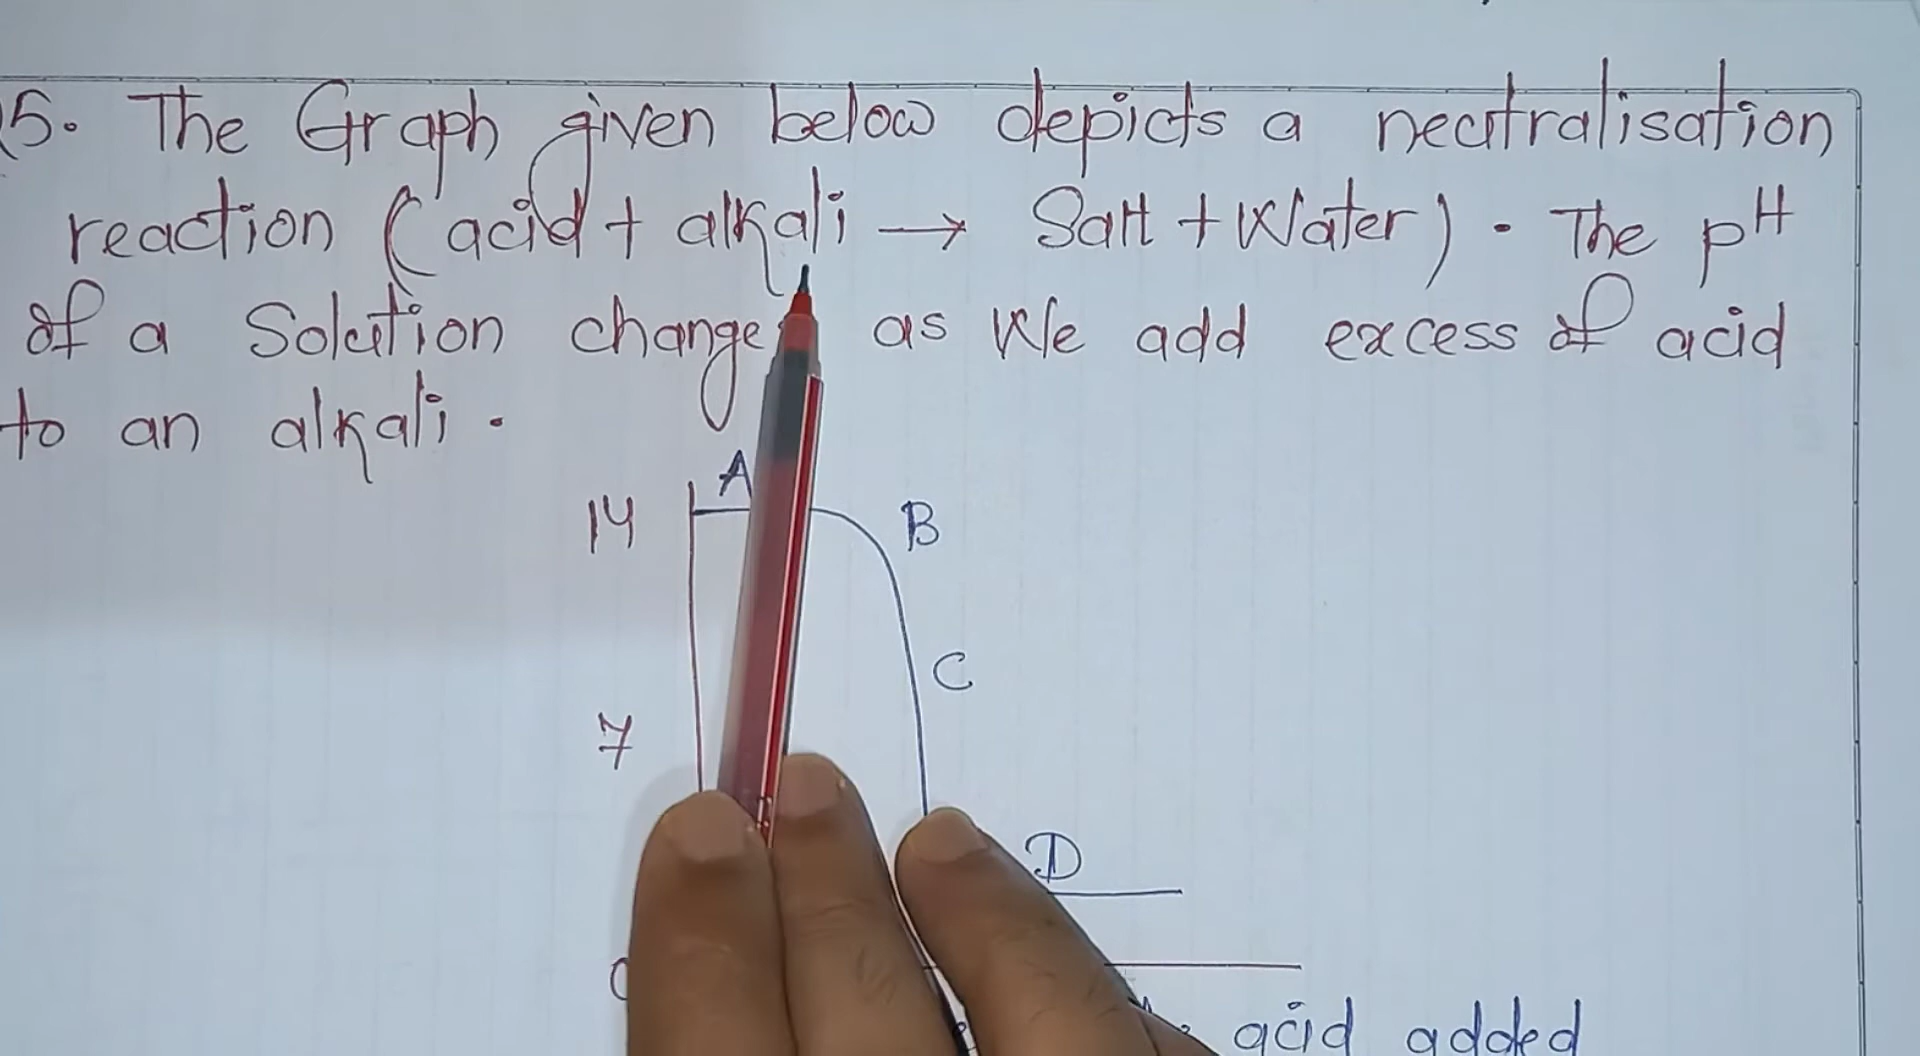 5. The Graph given below depicts a neutralisation
reaction (acid + alkali → Salt + Water). The pH
of a Solution changes as we add excess of acid
to an alkali.
A
14
B
C
7
D
acid added